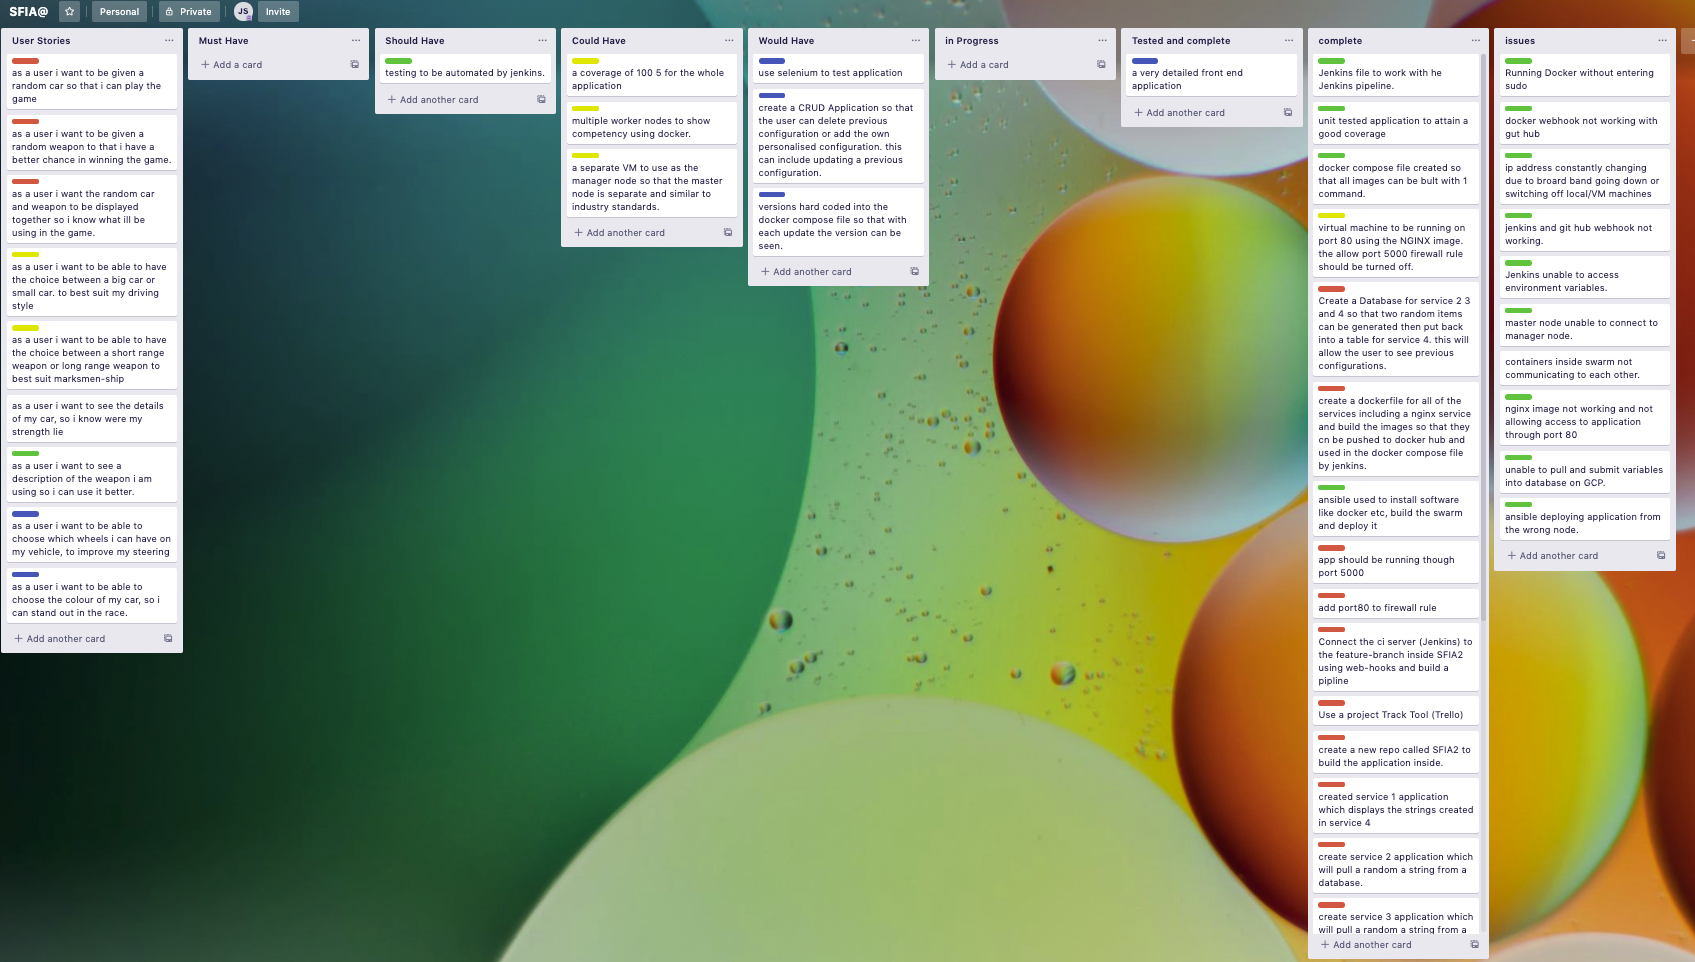 SFIA@
Personal
Private
JS
Invite
User Stories
as a user i want to be given a
random car so that i can play the
game
as a user i want to be given a
random weapon to that i have a
better chance in winning the game.
as a user i want the random car
and weapon to be displayed
together so i know what ill be
using in the game.
as a user i want to be able to have
the choice between a big car or
small car. to best suit my driving
style
as a user i want to be able to have
the choice between a short range
weapon or long range weapon to
best suit marksmen-ship
as a user i want to see the details
of my car, so i know were my
strength lie
as a user i want to see a
description of the weapon i am
using so i can use it better.
as a user i want to be able to
choose which wheels i can have on
my vehicle, to improve my steering
as a user i want to be able to
choose the colour of my car, so i
can stand out in the race.
+ Add another card
Must Have
+ Add a card
Should Have
testing to be automated by jenkins.
+ Add another card
Could Have
a coverage of 100 5 for the whole
application
multiple worker nodes to show
competency using docker.
a separate VM to use as the
manager node so that the master
node is separate and similar to
industry standards.
+ Add another card
Would Have
use selenium to test application
create a CRUD Application so that
the user can delete previous
configuration or add the own
personalised configuration. this
can include updating a previous
configuration.
versions hard coded into the
docker compose file so that with
each update the version can be
seen.
+ Add another card
in Progress
+ Add a card
Tested and complete
a very detailed front end
application
+ Add another card
complete
Jenkins file to work with he
Jenkins pipeline.
unit tested application to attain a
good coverage
docker compose file created so
that all images can be bult with 1
command.
virtual machine to be running on
port 80 using the NGINX image.
the allow port 5000 firewall rule
should be turned off.
Create a Database for service 2 3
and 4 so that two random items
can be generated then put back
into a table for service 4. this will
allow the user to see previous
configurations.
create a dockerfile for all of the
services including a nginx service
and build the images so that they
cn be pushed to docker hub and
used in the docker compose file
by jenkins.
ansible used to install software
like docker etc, build the swarm
and deploy it
app should be running though
port 5000
add port80 to firewall rule
Connect the ci server (Jenkins) to
the feature-branch inside SFIA2
using web-hooks and build a
pipline
Use a project Track Tool (Trello)
create a new repo called SFIA2 to
build the application inside.
created service 1 application
which displays the strings created
in service 4
create service 2 application which
will pull a random a string from a
database.
create service 3 application which
will pull a random a string from a
+ Add another card
issues
Running Docker without entering
sudo
docker webhook not working with
gut hub
ip address constantly changing
due to broard band going down or
switching off local/VM machines
jenkins and git hub webhook not
working.
Jenkins unable to access
environment variables.
master node unable to connect to
manager node.
containers inside swarm not
communicating to each other.
nginx image not working and not
allowing access to application
through port 80
unable to pull and submit variables
into database on GCP.
ansible deploying application from
the wrong node.
+ Add another card